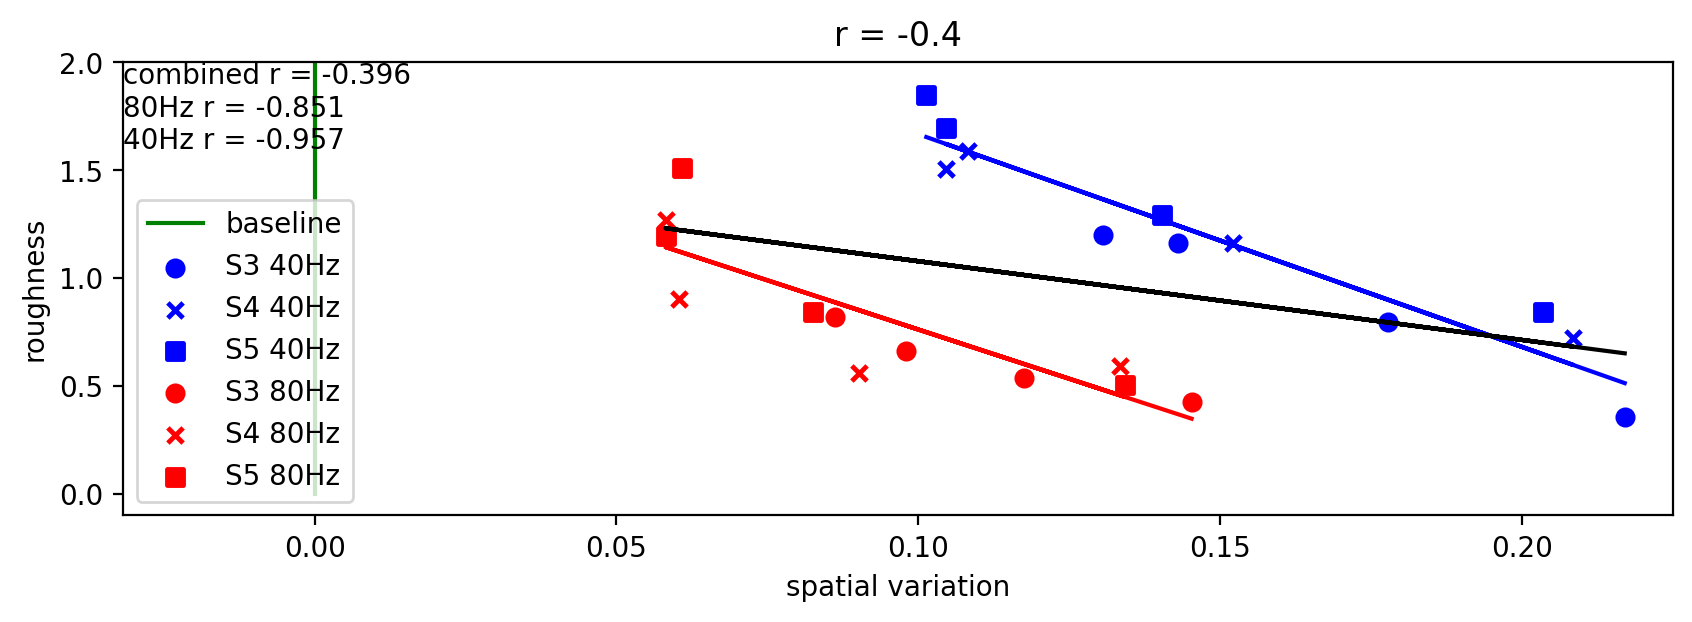 r = -0.4
combined r = -0.396
80Hz r = -0.851
40Hz r = -0.957
2.0
1.5
1.0
0.5
0.0
roughness
baseline
S3 40Hz
S4 40Hz
S5 40Hz
S3 80Hz
S4 80Hz
S5 80Hz
0.00 0.05 0.10 0.15 0.20
spatial variation